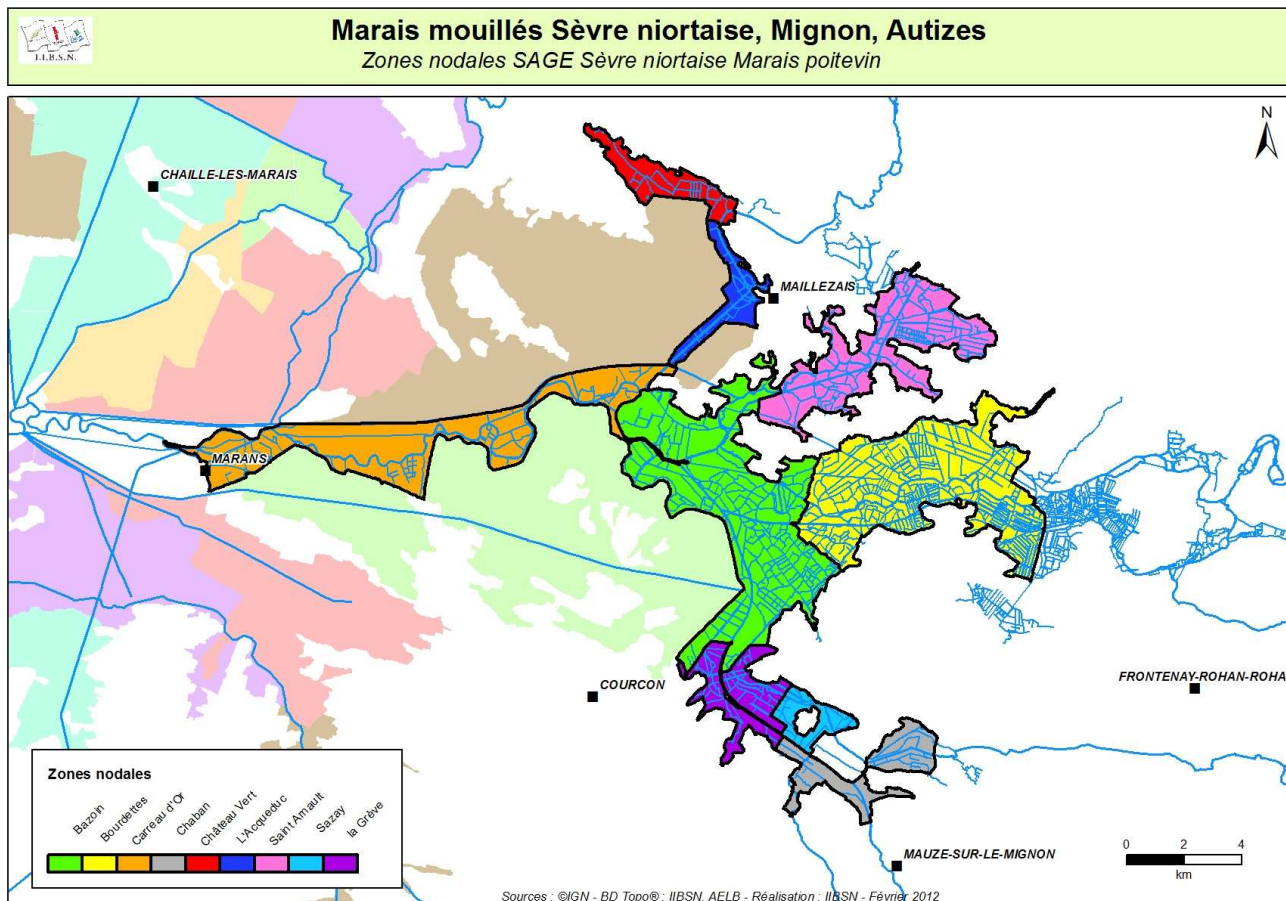 Marais mouillés Sèvre niortaise, Mignon, Autizes
Zones nodales SAGE Sèvre niortaise Marais poitevin
I.I.B.S.N.
N
CHAILLE-LES-MARAIS
MAILLEZAIS
MARANS
COURCON
FRONTENAY-ROHAN-ROHA
MAUZE-SUR-LE-MIGNON
Zones nodales
Bazoin
Bourdettes
Carreau d'Or
Chaban
Château Vert
L'Acqueduc
Saint Arnault
Sazay
la Grève
0 2 4
km
Sources : ©IGN - BD Topo® ; IIBSN, AELB - Réalisation : IIBSN - Février 2012